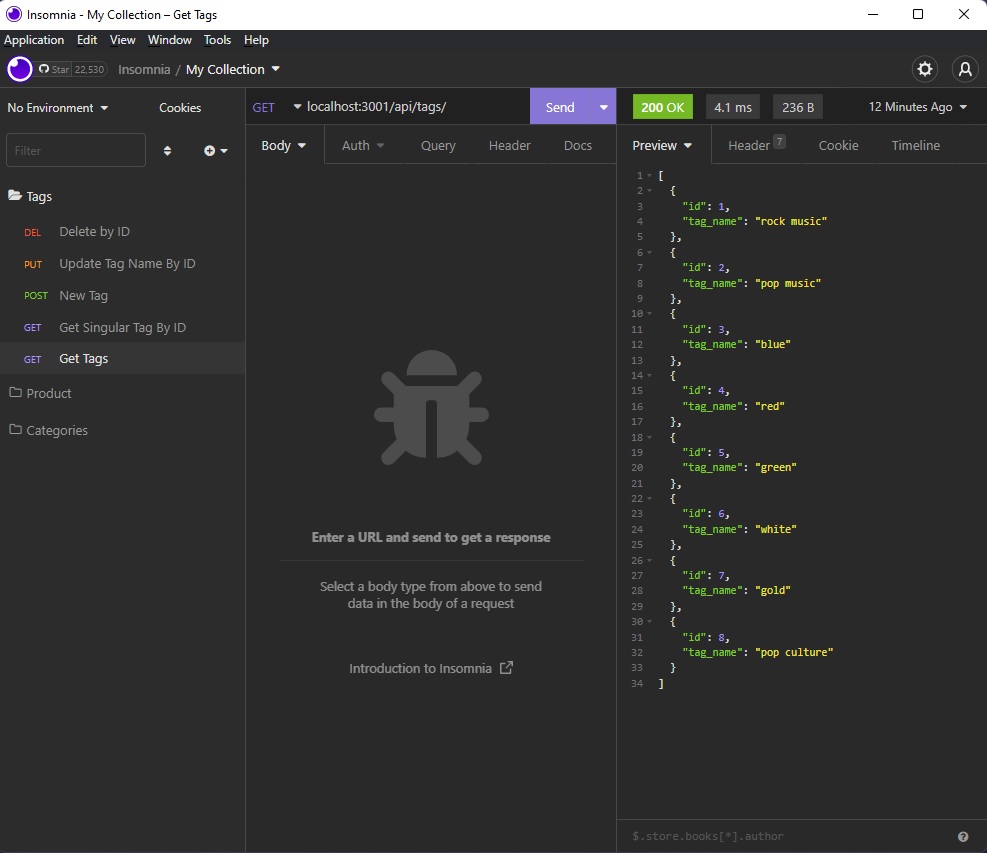 Insomnia - My Collection – Get Tags
Application Edit View Window Tools Help
Star 22,530 Insomnia / My Collection
No Environment Cookies
Filter
Tags
DEL Delete by ID
PUT Update Tag Name By ID
POST New Tag
GET Get Singular Tag By ID
GET Get Tags
Product
Categories
GET localhost:3001/api/tags/ Send
Body Auth Query Header Docs
Enter a URL and send to get a response
Select a body type from above to send
data in the body of a request
Introduction to Insomnia
200 OK 4.1 ms 236 B 12 Minutes Ago
Preview Header 7 Cookie Timeline
1 [
2 {
3 "id": 1,
4 "tag_name": "rock music"
5 },
6 {
7 "id": 2,
8 "tag_name": "pop music"
9 },
10 {
11 "id": 3,
12 "tag_name": "blue"
13 },
14 {
15 "id": 4,
16 "tag_name": "red"
17 },
18 {
19 "id": 5,
20 "tag_name": "green"
21 },
22 {
23 "id": 6,
24 "tag_name": "white"
25 },
26 {
27 "id": 7,
28 "tag_name": "gold"
29 },
30 {
31 "id": 8,
32 "tag_name": "pop culture"
33 }
34 ]
$.store.books[*].author